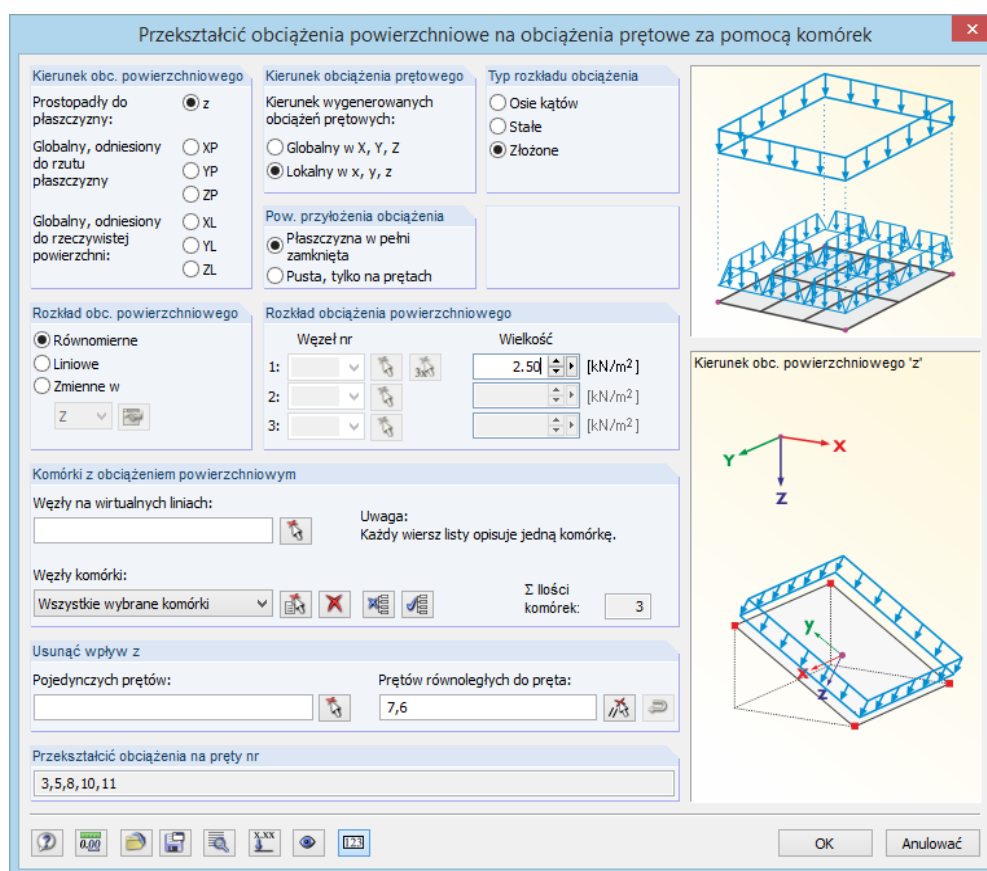 Przekształcić obciążenia powierzchniowe na obciążenia prętowe za pomocą komórek
Kierunek obc. powierzchniowego
Prostopadły do
płaszczyzny:
z
Globalny, odniesiony
do rzutu
płaszczyzny
XP
YP
ZP
Globalny, odniesiony
do rzeczywistej
powierzchni:
XL
YL
ZL
Kierunek obciążenia prętowego
Kierunek wygenerowanych
obciążeń prętowych:
Globalny w X, Y, Z
Lokalny w x, y, z
Typ rozkładu obciążenia
Osie kątów
Stałe
Złożone
Pow. przyłożenia obciążenia
Płaszczyzna w pełni
zamknięta
Pusta, tylko na prętach
Rozkład obc. powierzchniowego
Równomierne
Liniowe
Zmienne w
Z
Rozkład obciążenia powierzchniowego
Węzeł nr
Wielkość
1:
3x
2.50
[kN/m²]
2:
[kN/m²]
3:
[kN/m²]
Kierunek obc. powierzchniowego 'z'
X
Y
Z
y
x
z
Komórki z obciążeniem powierzchniowym
Węzły na wirtualnych liniach:
Uwaga:
Każdy wiersz listy opisuje jedną komórkę.
Węzły komórki:
Wszystkie wybrane komórki
Σ Ilości
komórek:
3
Usunąć wpływ z
Pojedynczych prętów:
Prętów równoległych do pręta:
7,6
Przekształcić obciążenia na pręty nr
3,5,8,10,11
0.00
x.xx
123
OK
Anulować